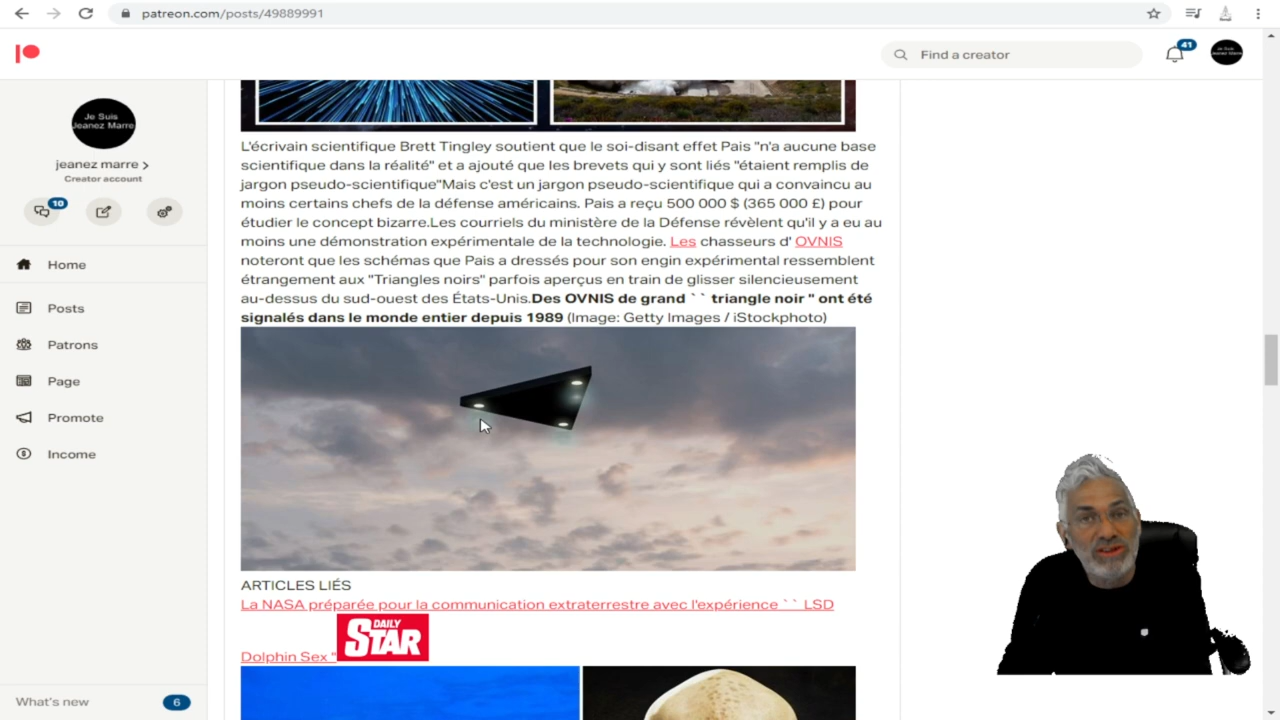 patreon.com/posts/49889991
Find a creator
41
Je Suis
Jeanez Marre
Je Suis
Jeanez Marre
jeanez marre
Creator account
10
Home
Posts
Patrons
Page
Promote
Income
What's new
6
L'écrivain scientifique Brett Tingley soutient que le soi-disant effet Pais "n'a aucune base
scientifique dans la réalité" et a ajouté que les brevets qui y sont liés "étaient remplis de
jargon pseudo-scientifique"Mais c'est un jargon pseudo-scientifique qui a convaincu au
moins certains chefs de la défense américains. Pais a reçu 500 000 $ (365 000 £) pour
étudier le concept bizarre.Les courriels du ministère de la Défense révèlent qu'il y a eu au
moins une démonstration expérimentale de la technologie. Les chasseurs d' OVNIS
noteront que les schémas que Pais a dressés pour son engin expérimental ressemblent
étrangement aux "Triangles noirs" parfois aperçus en train de glisser silencieusement
au-dessus du sud-ouest des États-Unis.Des OVNIS de grand `` triangle noir " ont été
signalés dans le monde entier depuis 1989 (Image: Getty Images / iStockphoto)
ARTICLES LIÉS
La NASA préparée pour la communication extraterrestre avec l'expérience `` LSD
Dolphin Sex "
DAILY
STAR